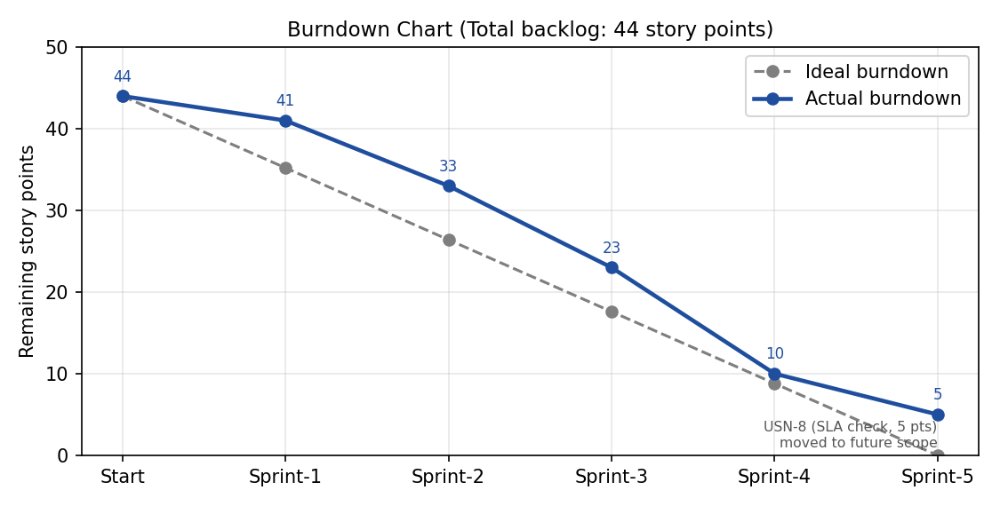 Burndown Chart (Total backlog: 44 story points)
Ideal burndown
Actual burndown
Remaining story points
50
40
30
20
10
0
44
41
33
23
10
5
USN-8 (SLA check, 5 pts)
moved to future scope
Start
Sprint-1
Sprint-2
Sprint-3
Sprint-4
Sprint-5